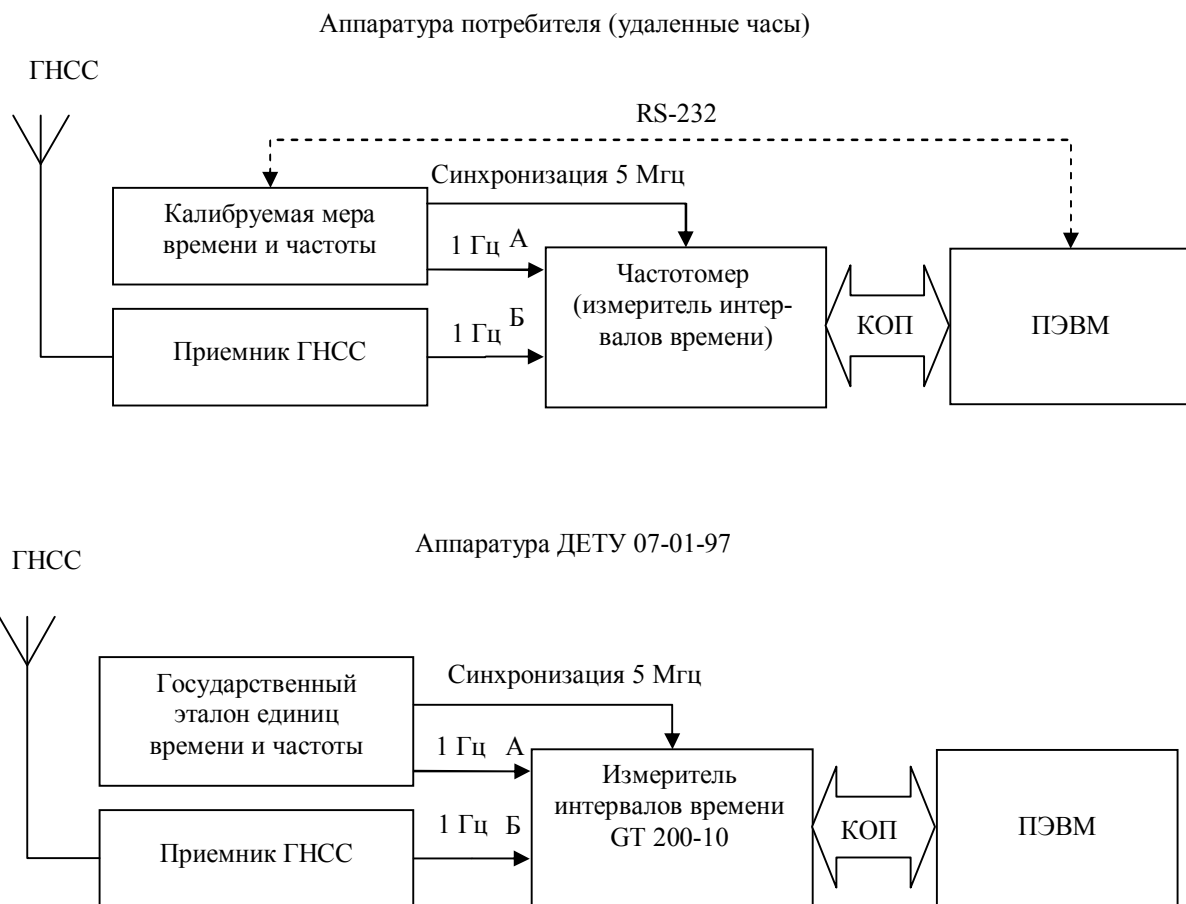 Аппаратура потребителя (удаленные часы)
ГНСС
RS-232
Синхронизация 5 Мгц
Калибруемая мера
времени и частоты
1 Гц А
Частотомер
(измеритель интер-
валов времени)
КОП
ПЭВМ
Приемник ГНСС
1 Гц Б
Аппаратура ДЕТУ 07-01-97
ГНСС
Государственный
эталон единиц
времени и частоты
Синхронизация 5 Мгц
1 Гц А
Измеритель
интервалов времени
GT 200-10
КОП
ПЭВМ
Приемник ГНСС
1 Гц Б